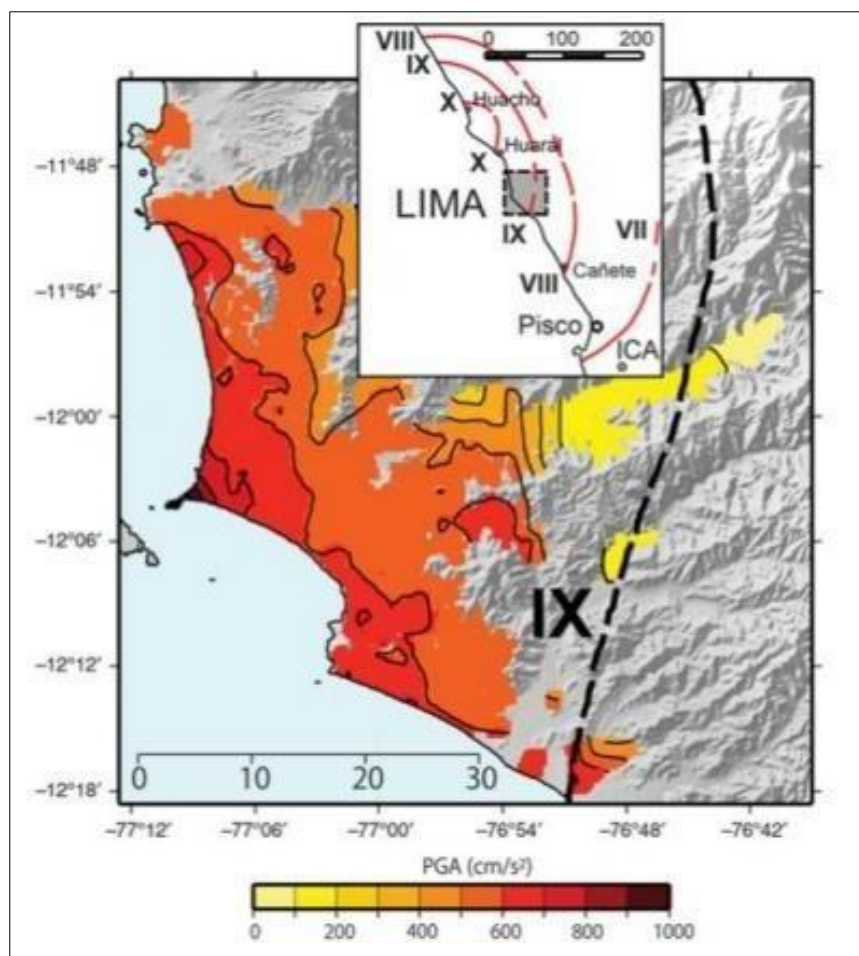 0 100 200
VIII
IX
X
Huacho
Huaral
X
LIMA
IX
VII
Cañete
VIII
Pisco
ICA
−11°48′
−11°54′
−12°00′
−12°06′
−12°12′
−12°18′
IX
0 10 20 30
−77°12′ −77°06′ −77°00′ −76°54′ −76°48′ −76°42′
PGA (cm/s²)
0 200 400 600 800 1000